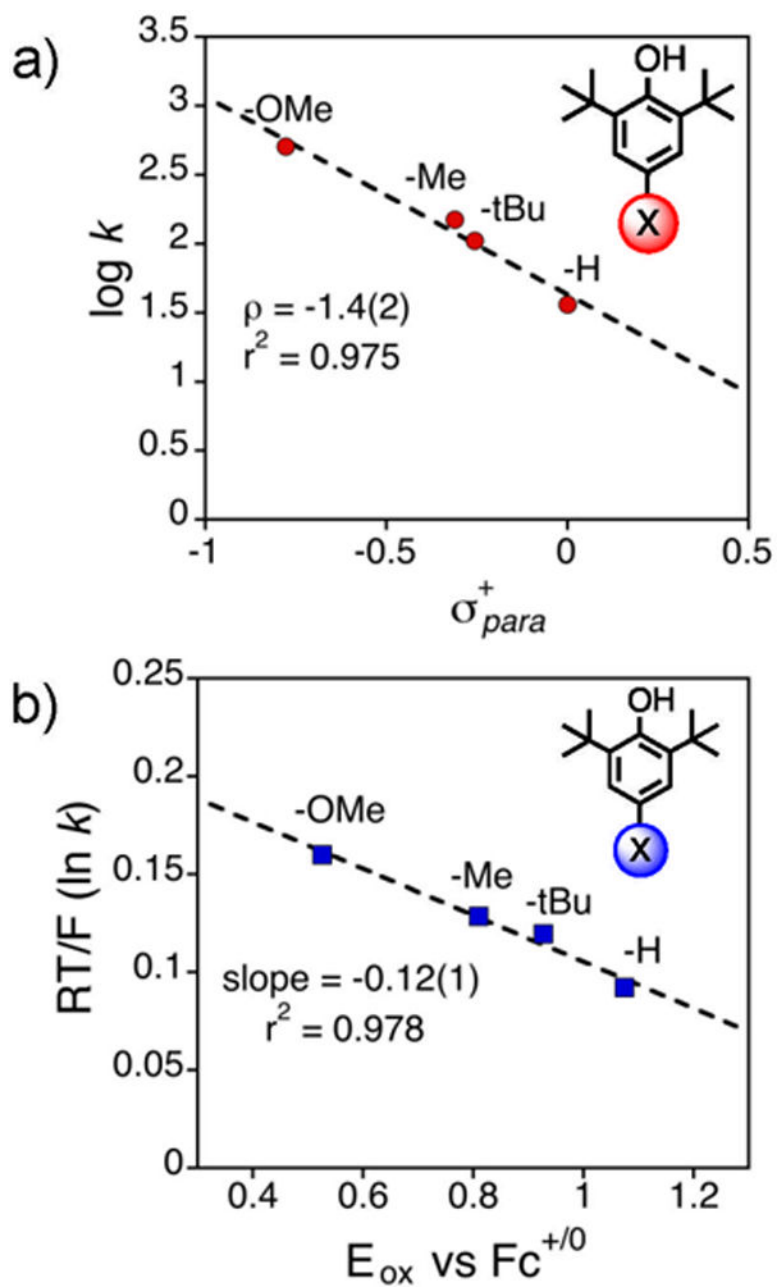 a)
3.5
3
2.5
2
1.5
1
0.5
0
log k
-OMe
-Me
-tBu
-H
OH
X
ρ = -1.4(2)
r² = 0.975
-1
-0.5
0
0.5
σ⁺para
b)
0.25
0.2
0.15
0.1
0.05
0
RT/F (ln k)
-OMe
-Me
-tBu
-H
OH
X
slope = -0.12(1)
r² = 0.978
0.4
0.6
0.8
1
1.2
Eox vs Fc⁺/⁰